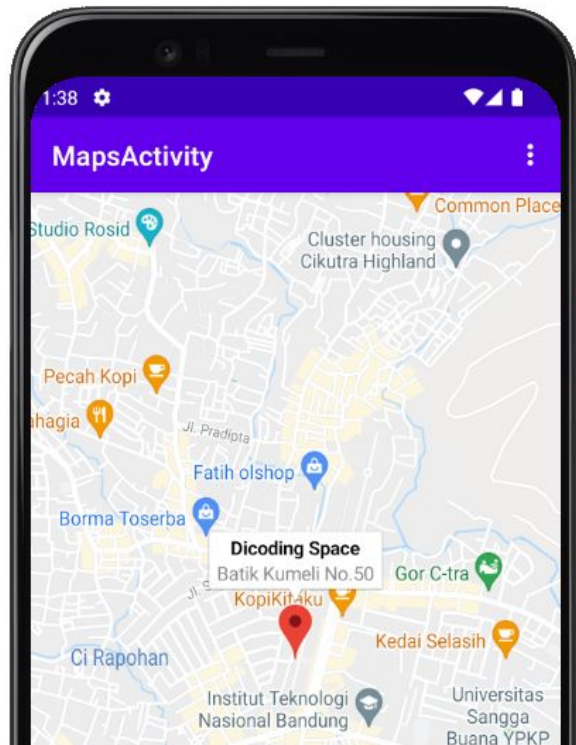 1:38
MapsActivity
Common Place
Studio Rosid
Cluster housing
Cikutra Highland
Pecah Kopi
ahagia
Jl. Pradipta
Fatih olshop
Borma Toserba
Dicoding Space
Batik Kumeli No.50
Gor C-tra
Jl. S
KopiKitaku
Kedai Selasih
Ci Rapohan
Institut Teknologi
Nasional Bandung
Universitas
Sangga
Buana YPKP